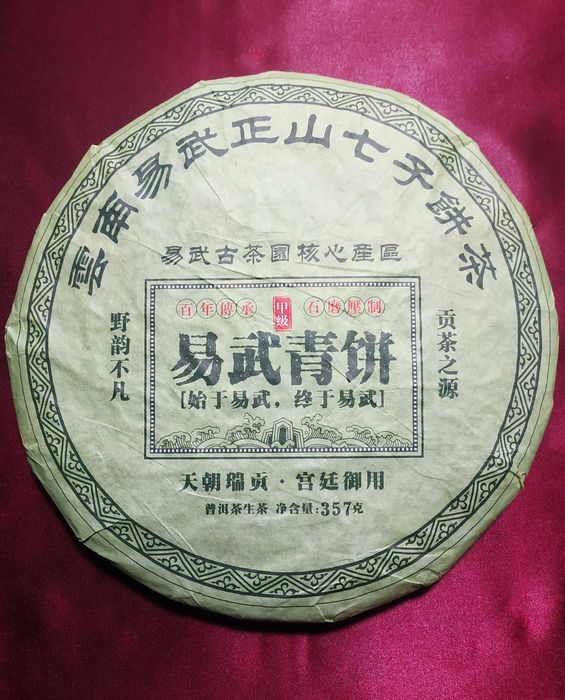 雲南易武正山七子餅茶
易武古茶園核心産區
百年傳承 甲級 石磨壓制
易武青饼
[始于易武，终于易武]
野韵不凡
贡茶之源
天朝瑞贡·宫廷御用
普洱茶生茶 净含量:357克